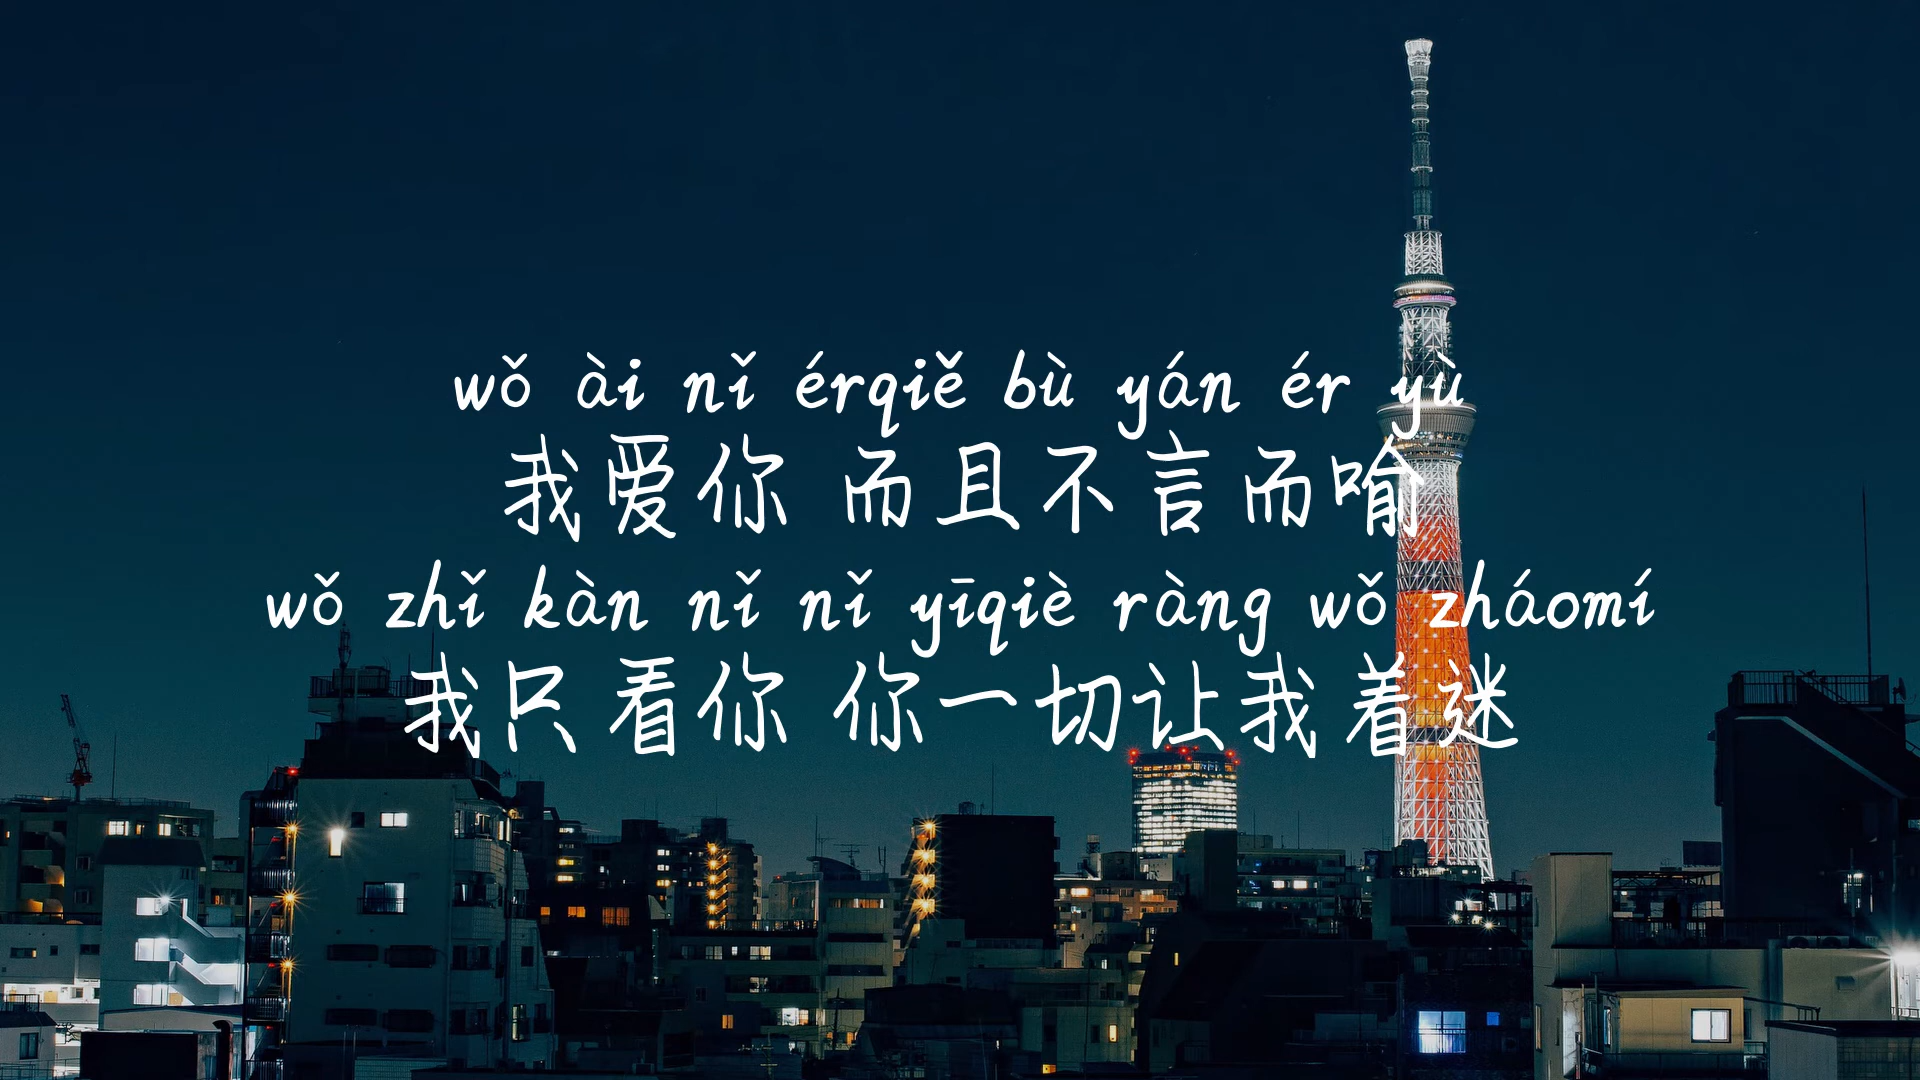 wǒ ài nǐ érqiě bù yán ér yù
我爱你 而且不言而喻
wǒ zhǐ kàn nǐ nǐ yīqiè ràng wǒ zháomí
我只看你 你一切让我着迷